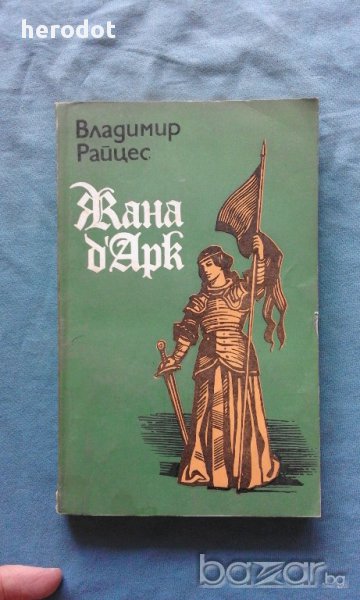 herodot
Владимир
Райцес
Жана
д'Арк
bazar.bg